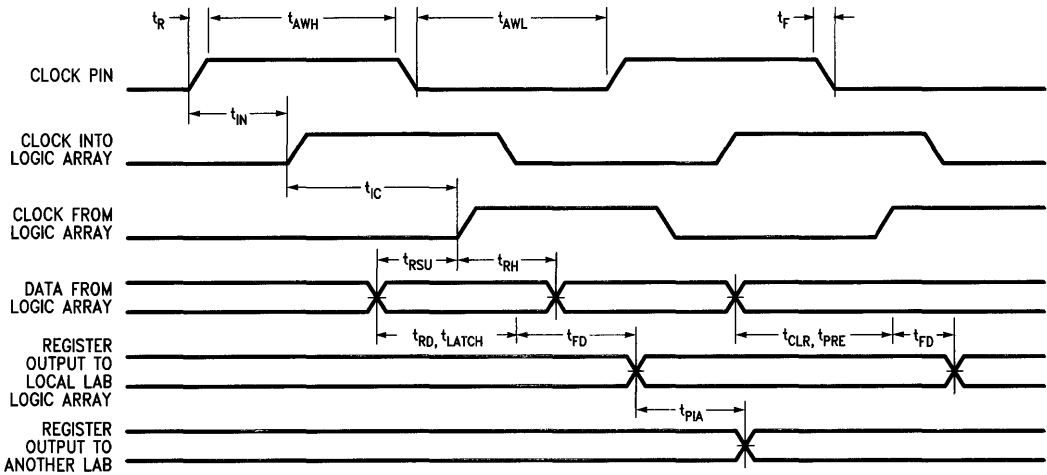 tR
tAWH
tAWL
tF
CLOCK PIN
tIN
CLOCK INTO
LOGIC ARRAY
tIC
CLOCK FROM
LOGIC ARRAY
tRSU
tRH
DATA FROM
LOGIC ARRAY
tRD, tLATCH
tFD
tCLR, tPRE
tFD
REGISTER
OUTPUT TO
LOCAL LAB
LOGIC ARRAY
tPIA
REGISTER
OUTPUT TO
ANOTHER LAB